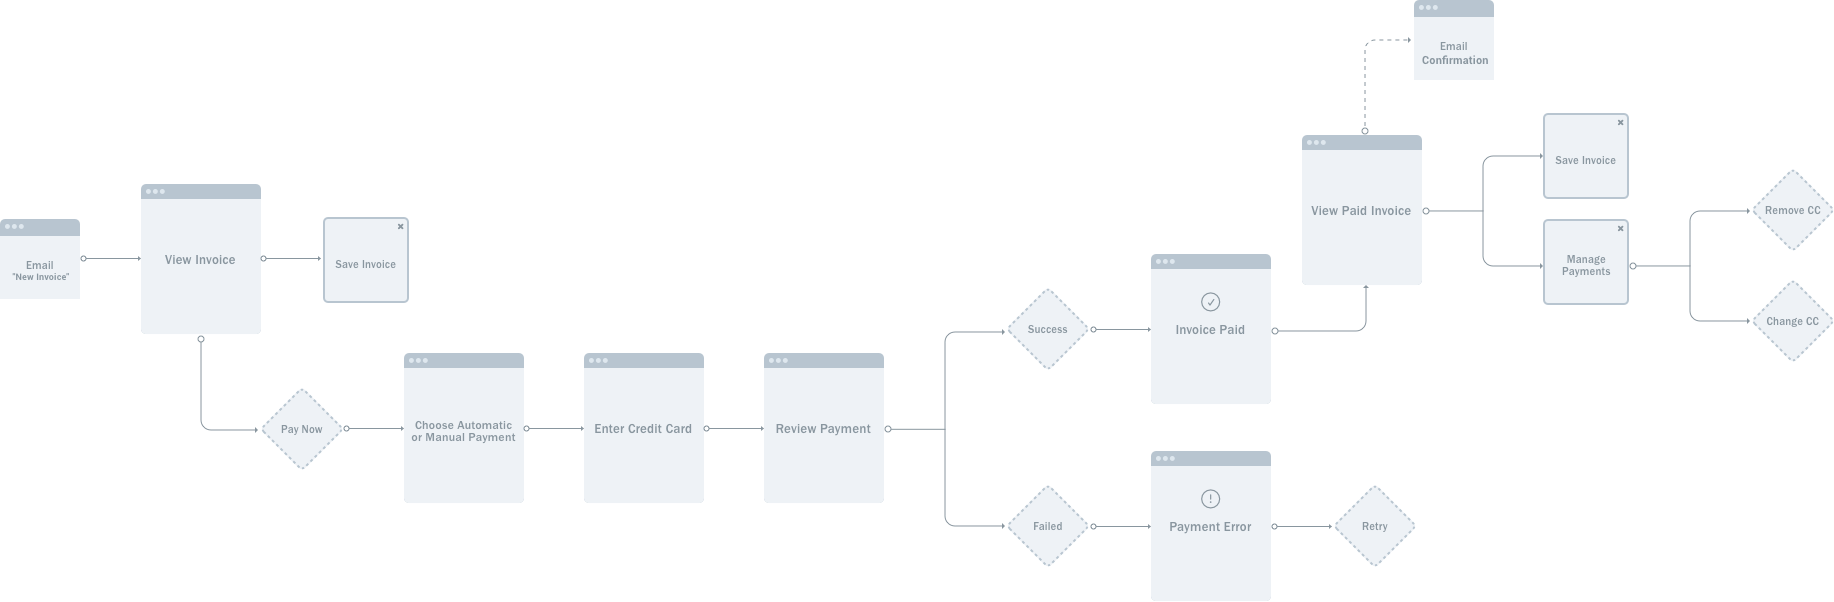 Email
"New Invoice"
View Invoice
Save Invoice
Pay Now
Choose Automatic
or Manual Payment
Enter Credit Card
Review Payment
Success
Invoice Paid
Failed
Payment Error
Retry
View Paid Invoice
Email
Confirmation
Save Invoice
Manage
Payments
Remove CC
Change CC